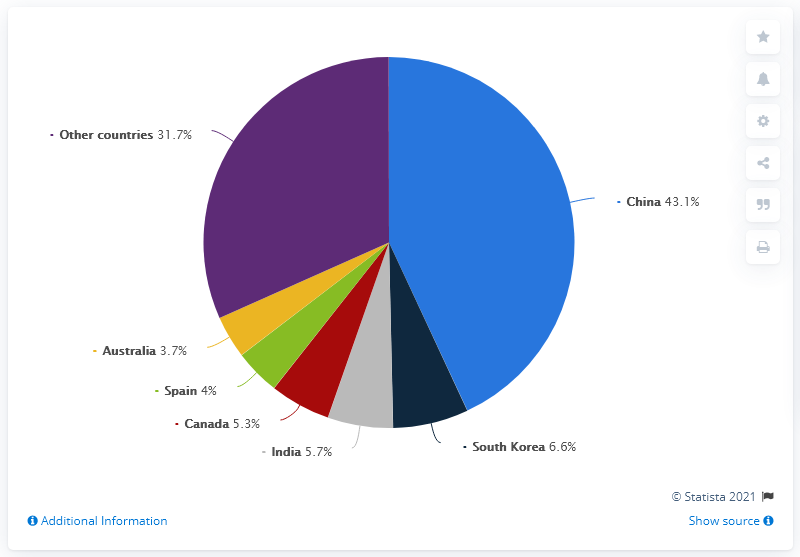 Other countries 31.7%
China 43.1%
Australia 3.7%
Spain 4%
Canada 5.3%
India 5.7%
South Korea 6.6%
© Statista 2021
Additional Information
Show source